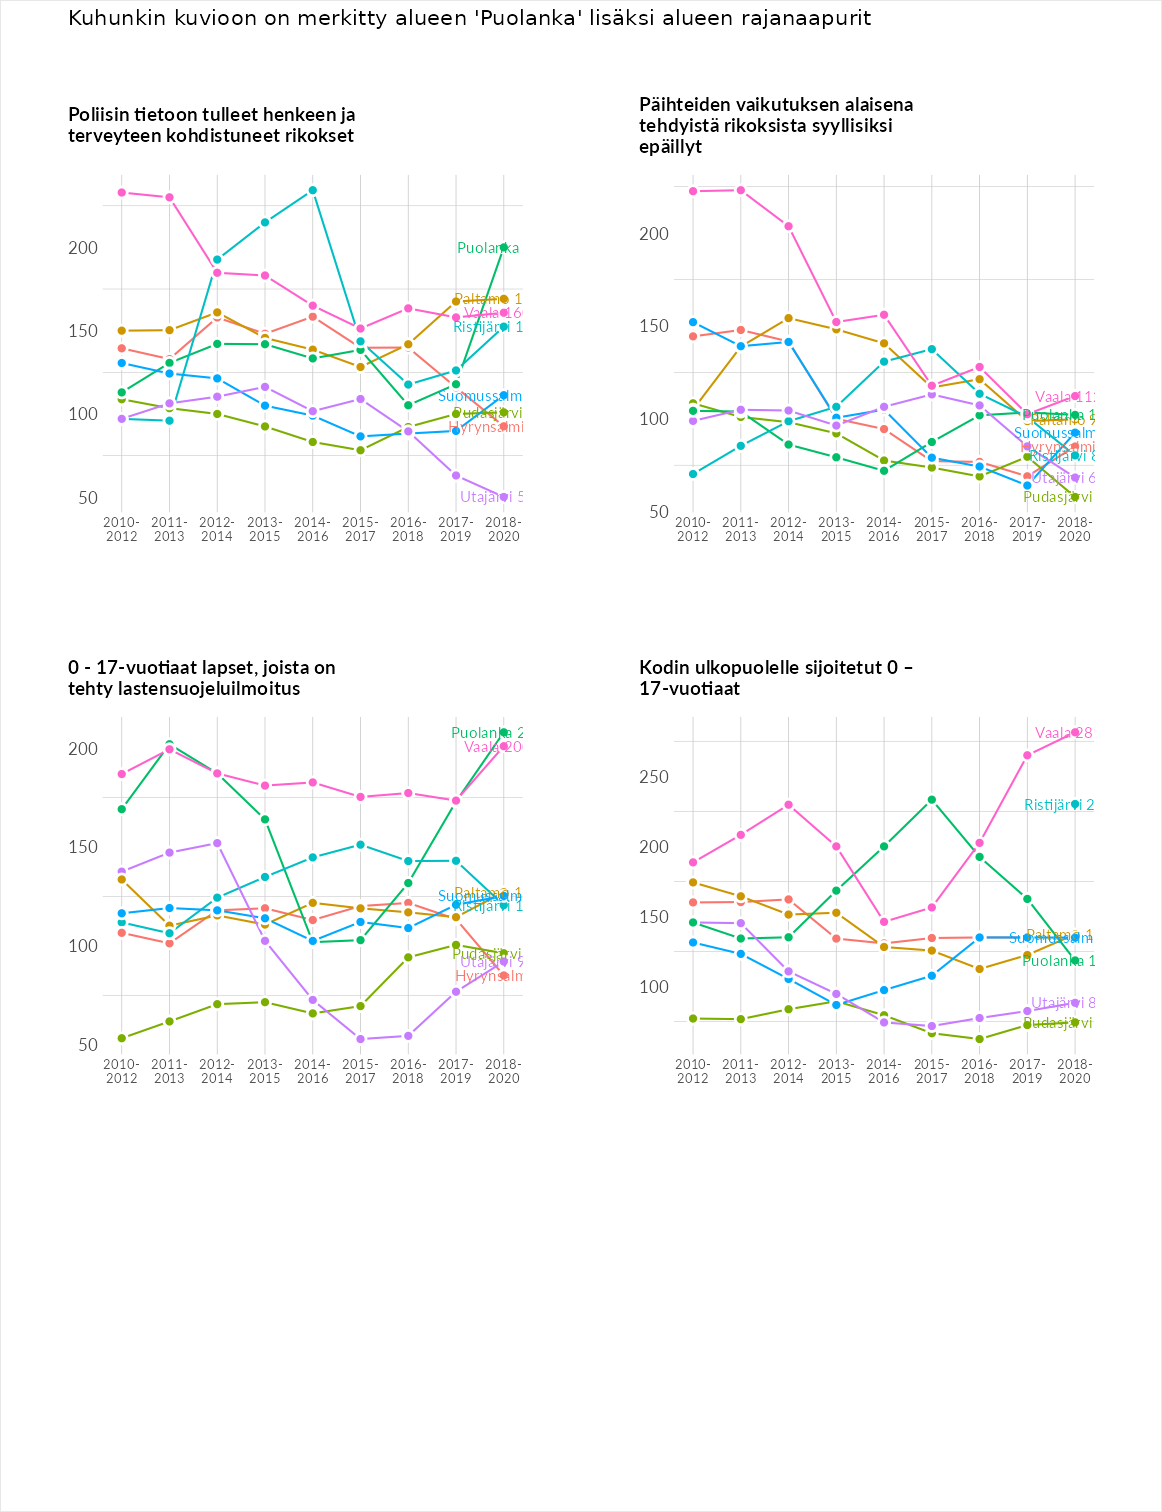 Kuhunkin kuvioon on merkitty alueen 'Puolanka' lisäksi alueen rajanaapurit
Poliisin tietoon tulleet henkeen ja
terveyteen kohdistuneet rikokset
200
150
100
50
Puolanka
Paltamo 1
Vaala 16
Ristijärvi 1
Suomussalm
Pudasjärvi
Hyrynsalmi
Utajärvi 5
2010-
2012
2011-
2013
2012-
2014
2013-
2015
2014-
2016
2015-
2017
2016-
2018
2017-
2019
2018-
2020
Päihteiden vaikutuksen alaisena
tehdyistä rikoksista syyllisiksi
epäillyt
200
150
100
50
Vaala 112
Puolanka 1
Paltamo 9
Suomussalm
Hyrynsalmi
Ristijärvi 8
Utajärvi 6
Pudasjärvi
2010-
2012
2011-
2013
2012-
2014
2013-
2015
2014-
2016
2015-
2017
2016-
2018
2017-
2019
2018-
2020
0 - 17-vuotiaat lapset, joista on
tehty lastensuojeluilmoitus
200
150
100
50
Puolanka 2
Vaala 20
Paltamo 1
Suomussalm
Ristijärvi 1
Pudasjärvi
Utajärvi 9
Hyrynsalm
2010-
2012
2011-
2013
2012-
2014
2013-
2015
2014-
2016
2015-
2017
2016-
2018
2017-
2019
2018-
2020
Kodin ulkopuolelle sijoitetut 0 –
17-vuotiaat
250
200
150
100
Vaala 28
Ristijärvi 2
Paltamo 1
Suomussalm
Puolanka 1
Utajärvi 8
Pudasjärvi
2010-
2012
2011-
2013
2012-
2014
2013-
2015
2014-
2016
2015-
2017
2016-
2018
2017-
2019
2018-
2020